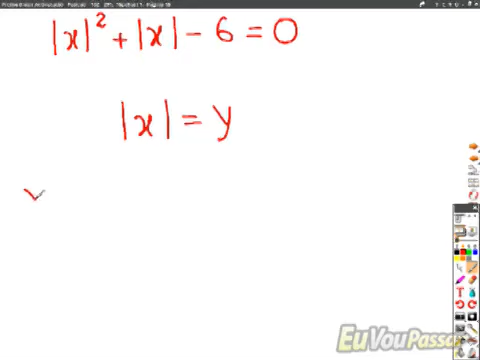 |x|² + |x| - 6 = 0
|x| = y
EuVouPassar